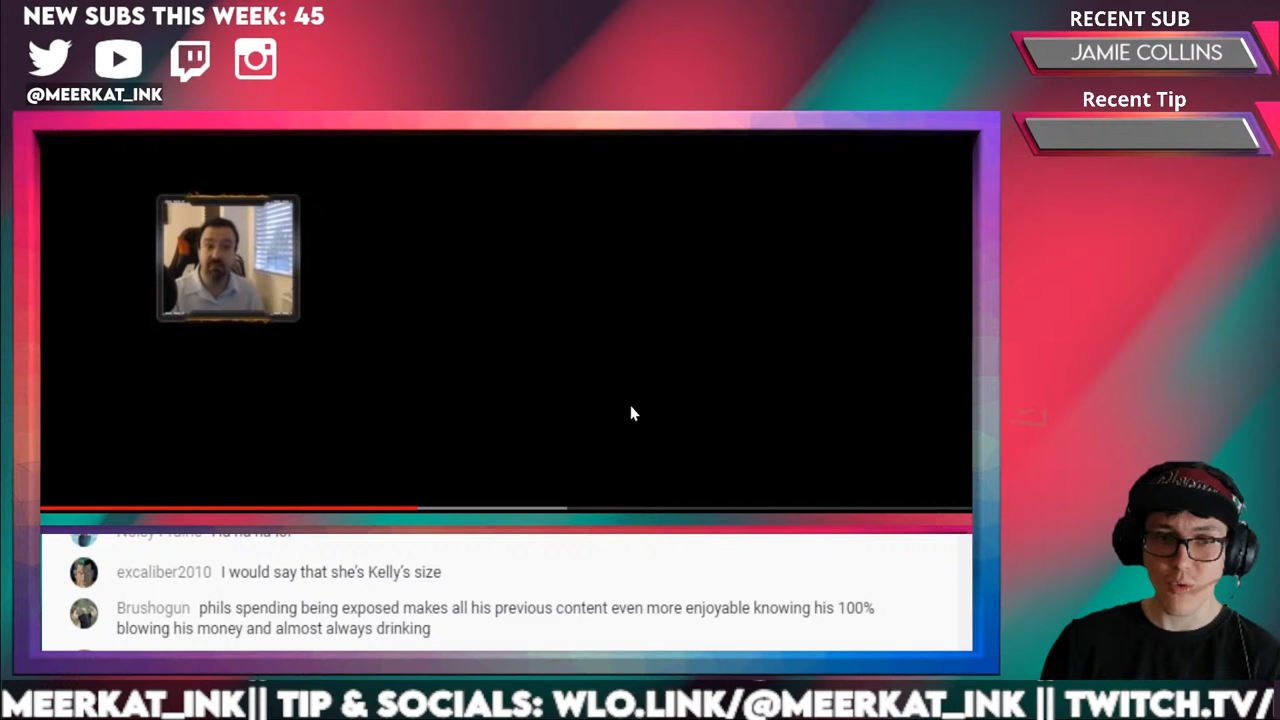 NEW SUBS THIS WEEK: 45
@MEERKAT_INK
RECENT SUB
JAMIE COLLINS
Recent Tip
excaliber2010 I would say that she's Kelly's size
Brushogun phils spending being exposed makes all his previous content even more enjoyable knowing his 100%
blowing his money and almost always drinking
MEERKAT_INK|| TIP & SOCIALS: WLO.LINK/@MEERKAT_INK || TWITCH.TV/